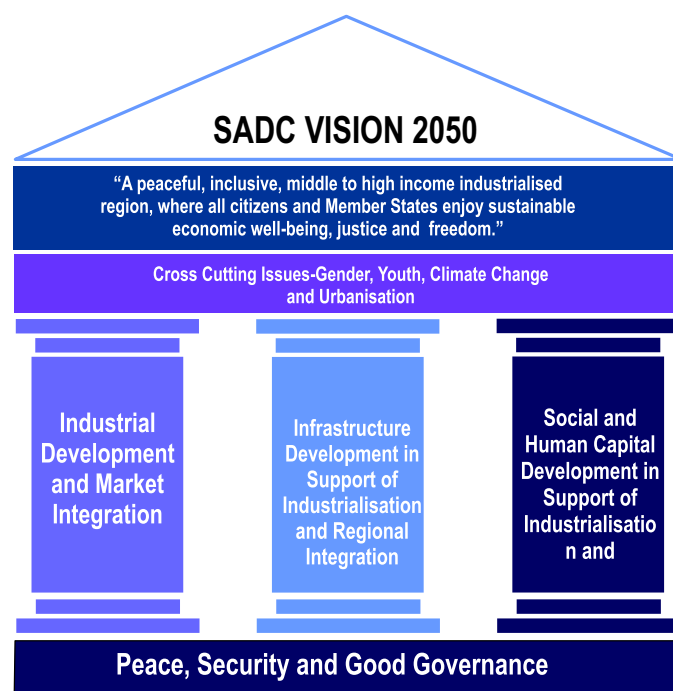 SADC VISION 2050
“A peaceful, inclusive, middle to high income industrialised
region, where all citizens and Member States enjoy sustainable
economic well-being, justice and freedom.”
Cross Cutting Issues-Gender, Youth, Climate Change
and Urbanisation
Industrial
Development
and Market
Integration
Infrastructure
Development in
Support of
Industrialisation
and Regional
Integration
Social and
Human Capital
Development in
Support of
Industrialisatio
n and
Peace, Security and Good Governance